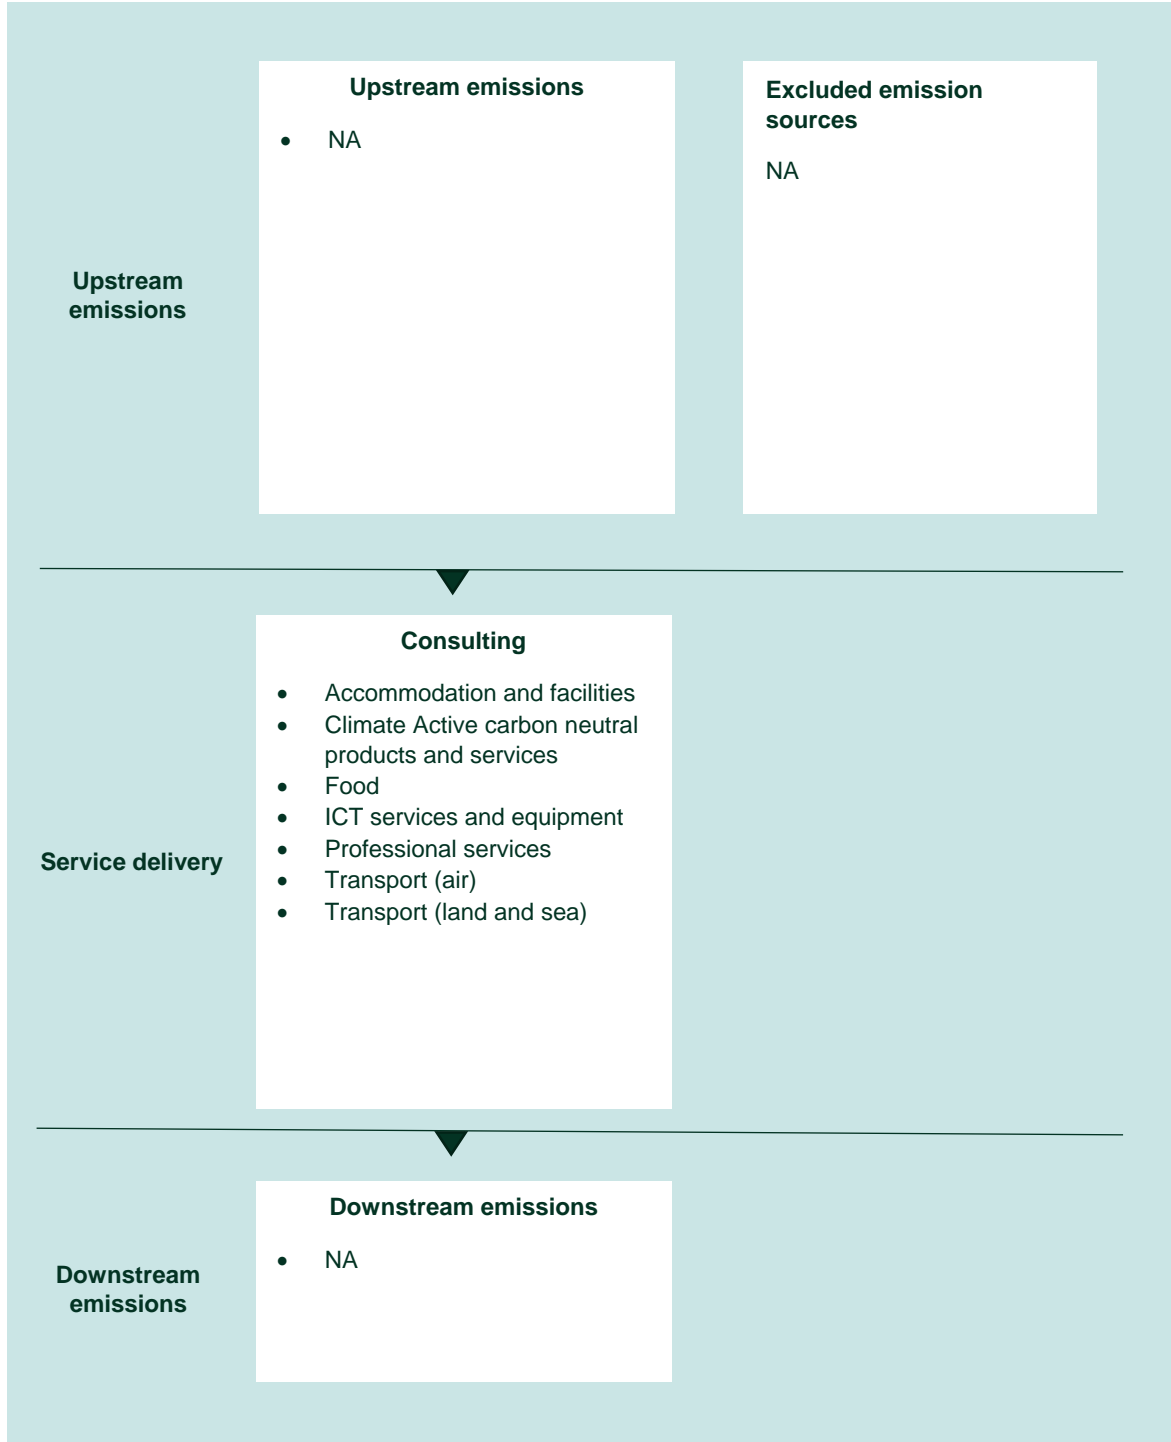 Upstream emissions
• NA
Excluded emission
sources
NA
Upstream
emissions
Consulting
• Accommodation and facilities
• Climate Active carbon neutral
products and services
• Food
• ICT services and equipment
• Professional services
• Transport (air)
• Transport (land and sea)
Service delivery
Downstream emissions
• NA
Downstream
emissions